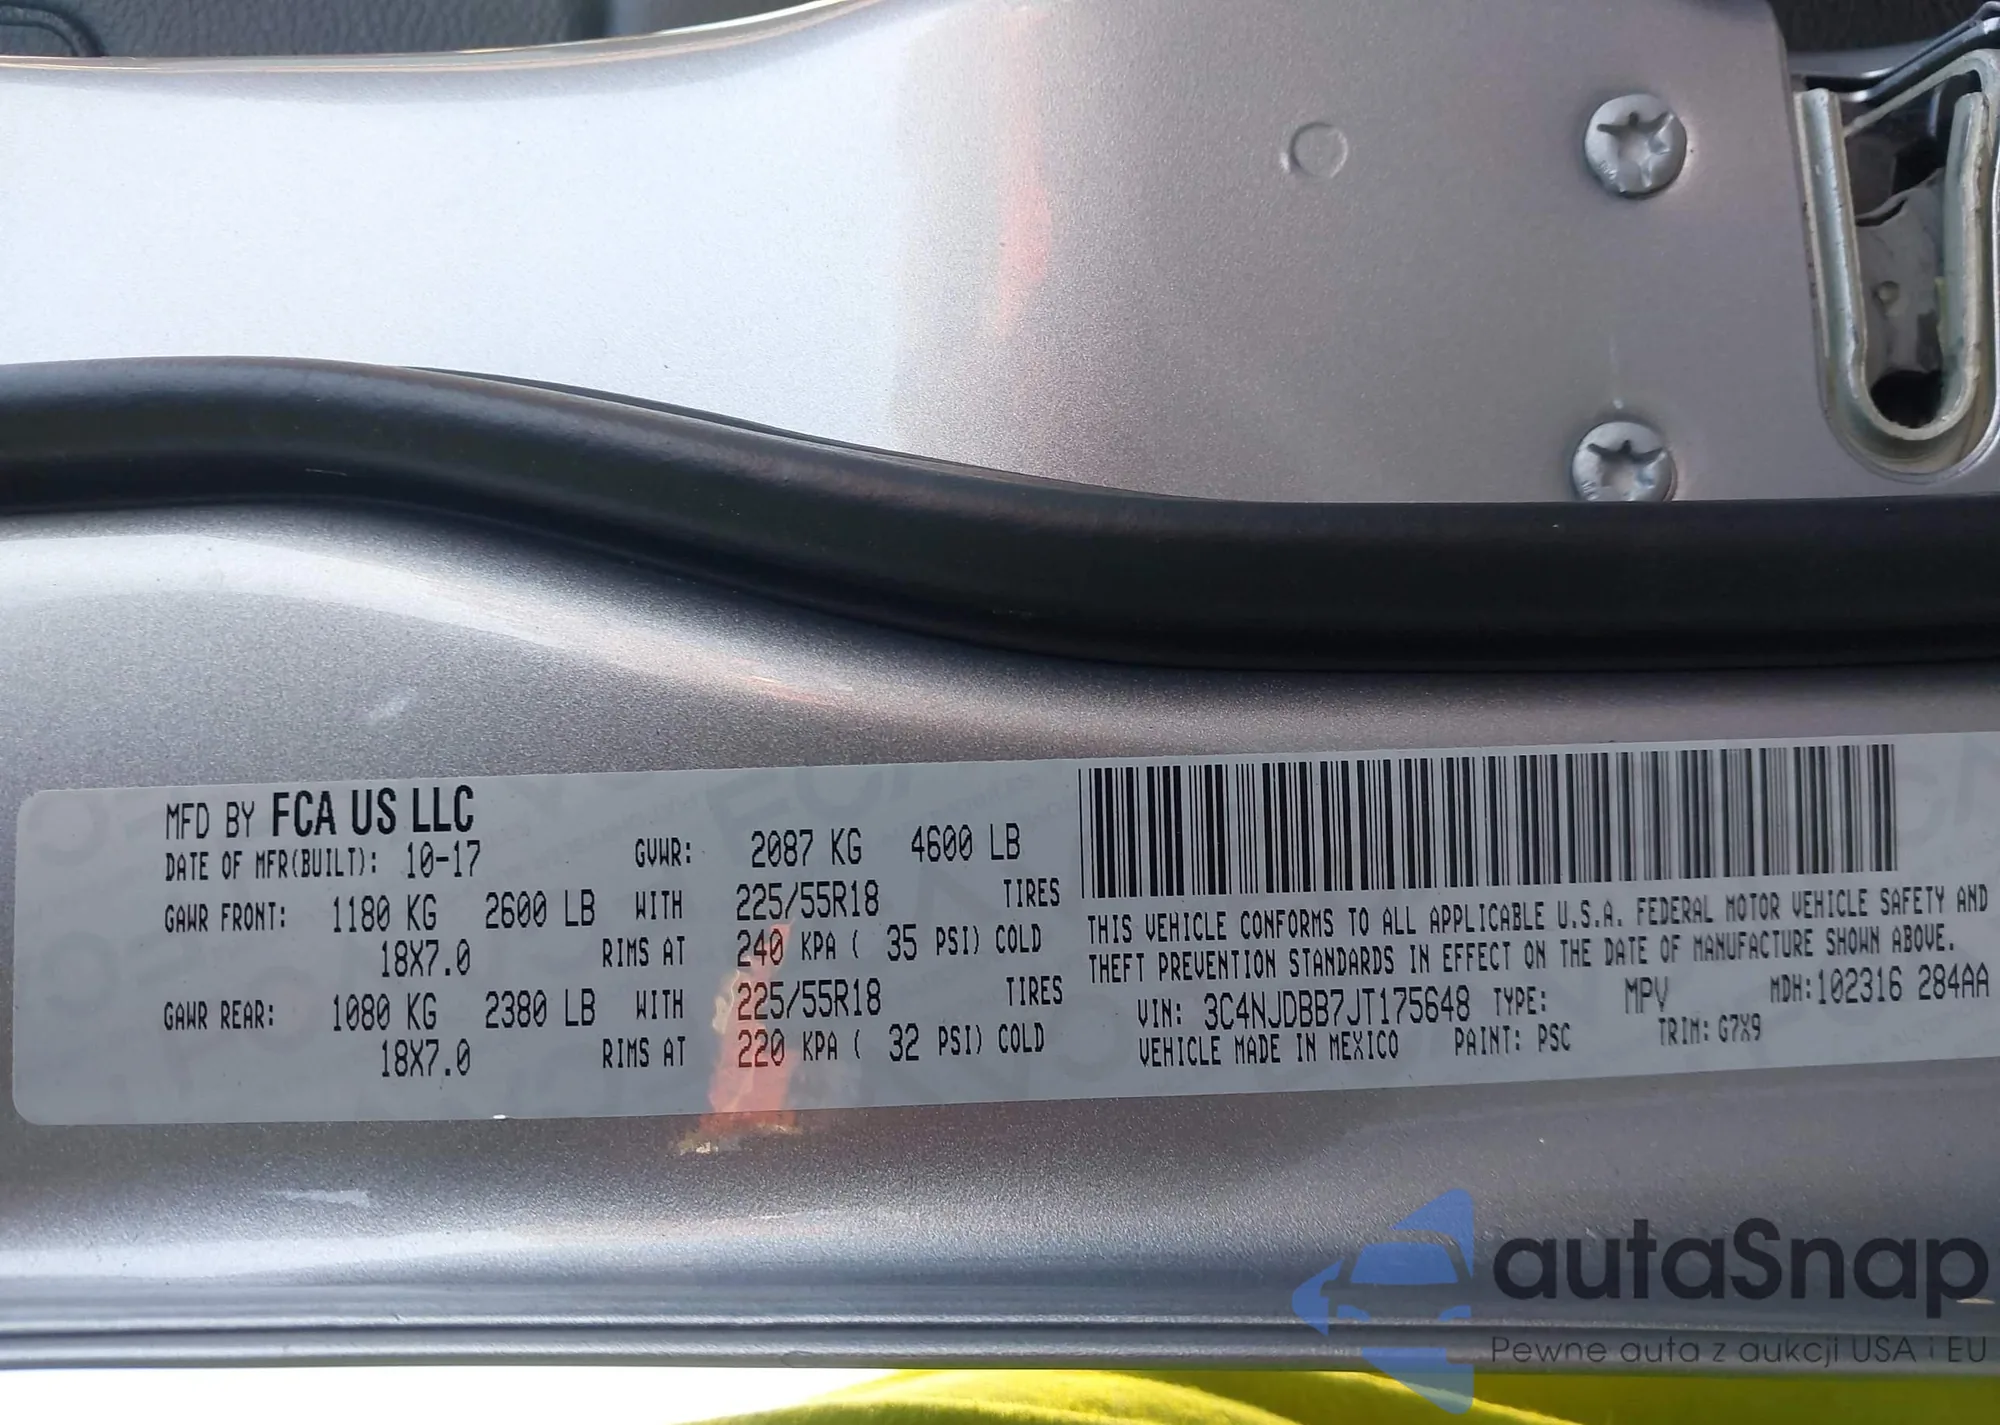 MFD BY FCA US LLC
DATE OF MFR(BUILT): 10-17 GVWR: 2087 KG 4600 LB
GAWR FRONT: 1180 KG 2600 LB WITH 225/55R18 TIRES
18X7.0 RIMS AT 240 KPA ( 35 PSI) COLD
GAWR REAR: 1080 KG 2380 LB WITH 225/55R18 TIRES
18X7.0 RIMS AT 220 KPA ( 32 PSI) COLD
THIS VEHICLE CONFORMS TO ALL APPLICABLE U.S.A. FEDERAL MOTOR VEHICLE SAFETY AND
THEFT PREVENTION STANDARDS IN EFFECT ON THE DATE OF MANUFACTURE SHOWN ABOVE.
VIN: 3C4NJDBB7JT175648 TYPE: MPV MDH:102316 284AA
VEHICLE MADE IN MEXICO PAINT: PSC TRIM: G7X9
autaSnap
Pewne auta z aukcji USA i EU